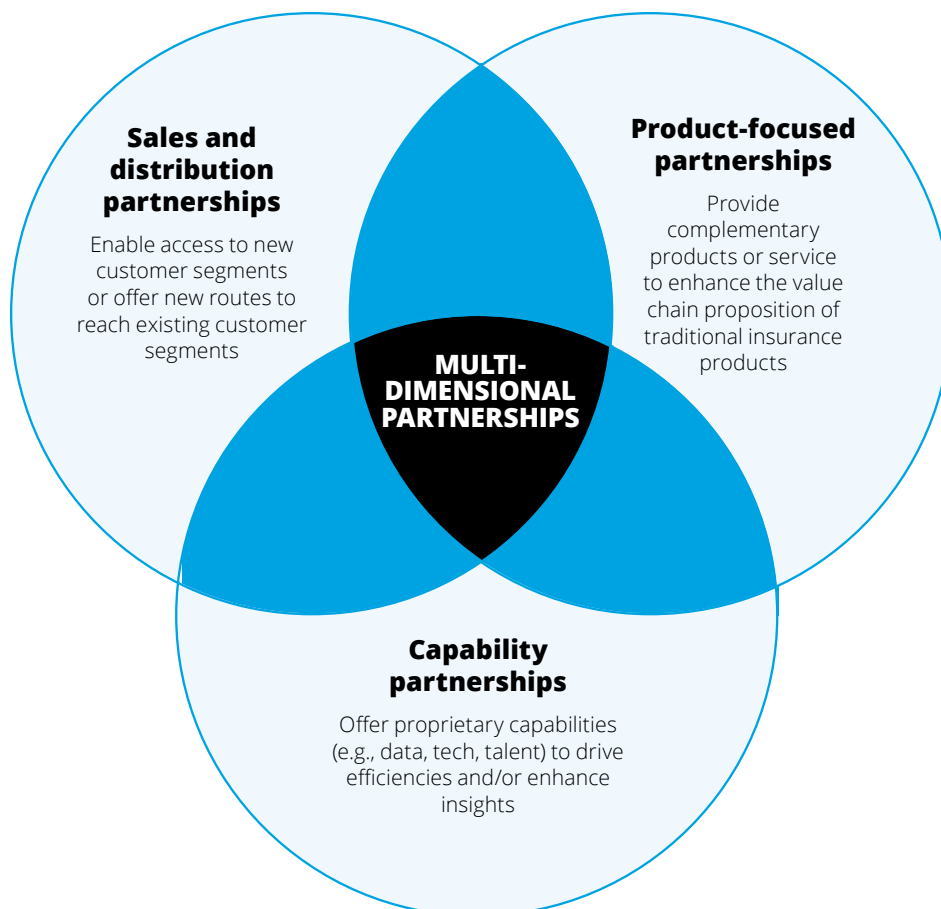 Sales and
distribution
partnerships
Enable access to new
customer segments
or offer new routes to
reach existing customer
segments
Product-focused
partnerships
Provide
complementary
products or service
to enhance the value
chain proposition of
traditional insurance
products
MULTI-
DIMENSIONAL
PARTNERSHIPS
Capability
partnerships
Offer proprietary capabilities
(e.g., data, tech, talent) to drive
efficiencies and/or enhance
insights